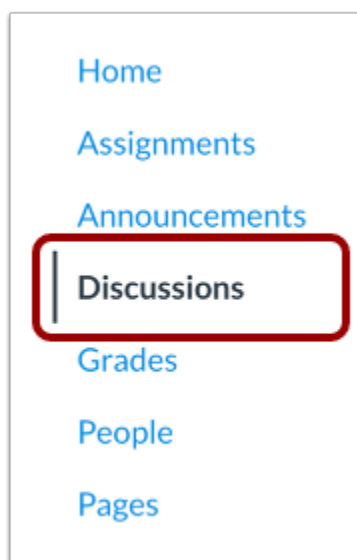 Home
Assignments
Announcements
Discussions
Grades
People
Pages